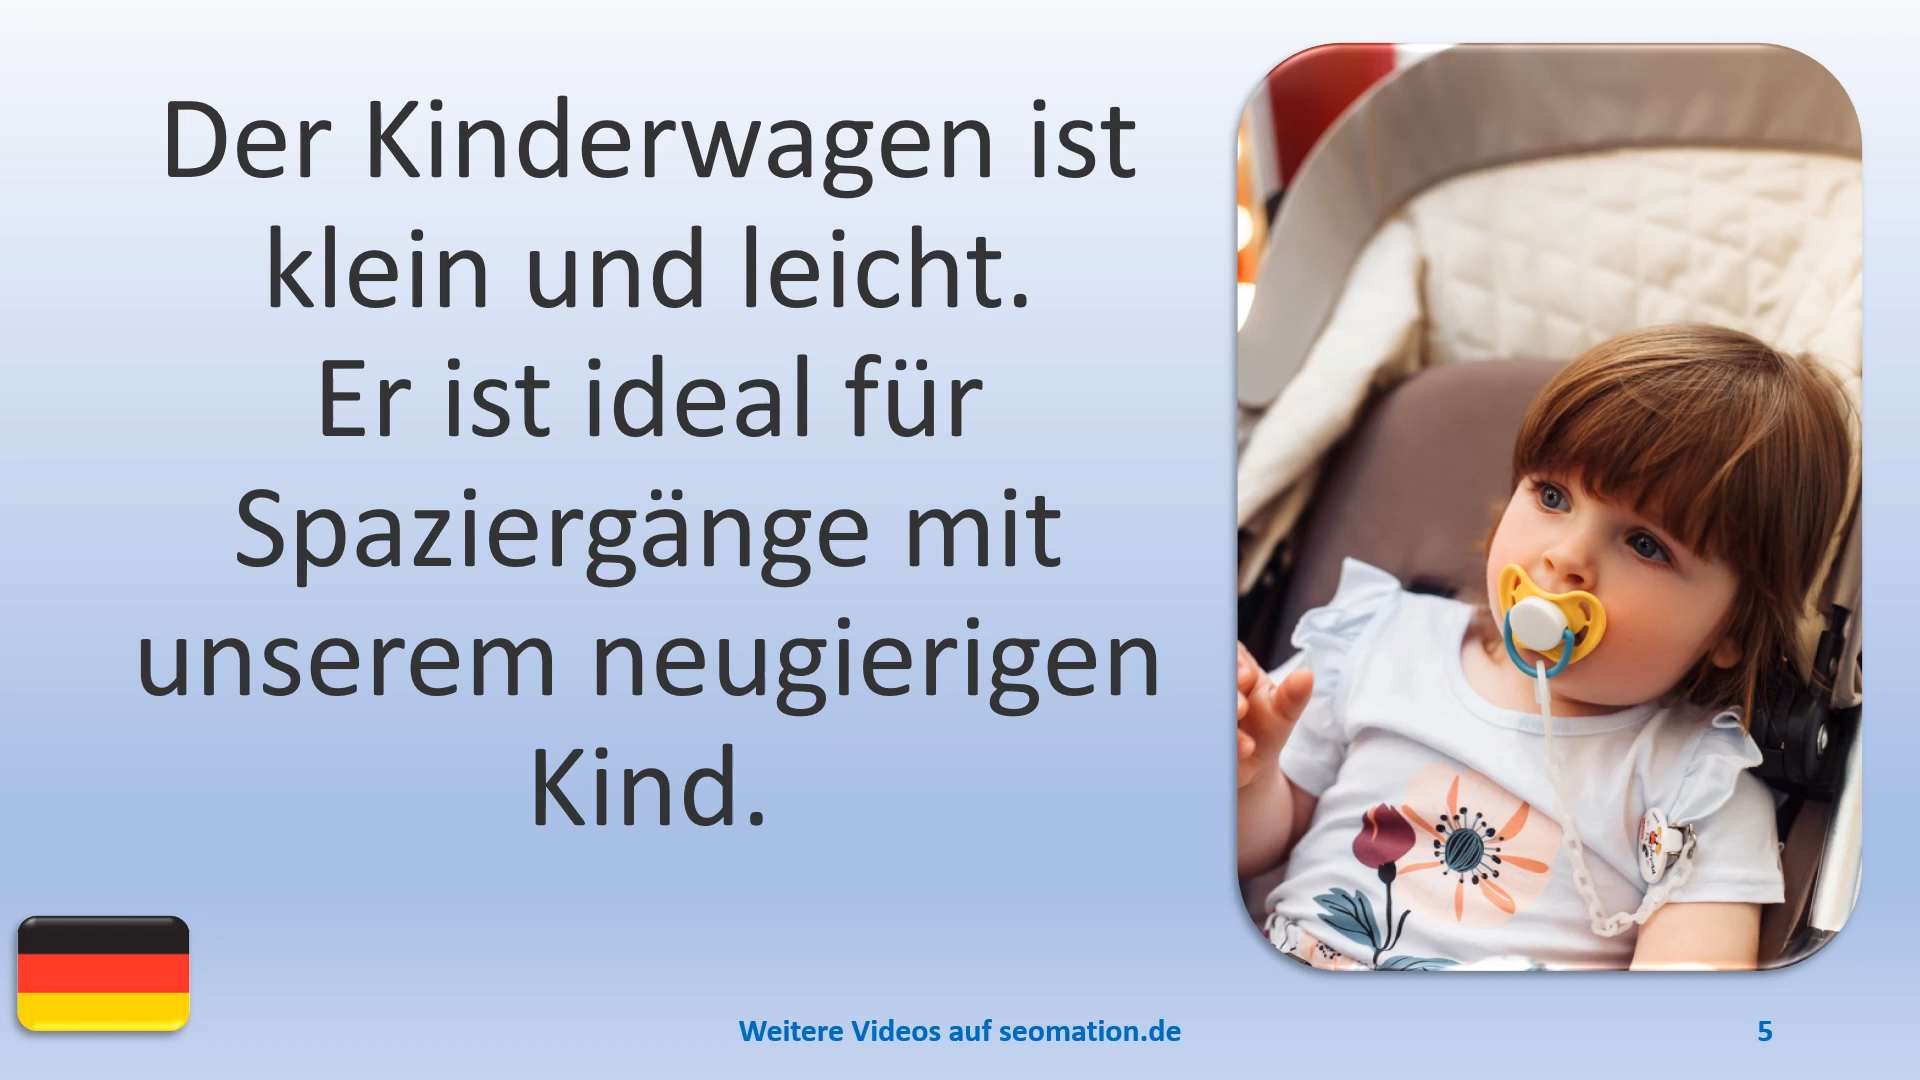 Der Kinderwagen ist
klein und leicht.
Er ist ideal für
Spaziergänge mit
unserem neugierigen
Kind.
Weitere Videos auf seomation.de
5